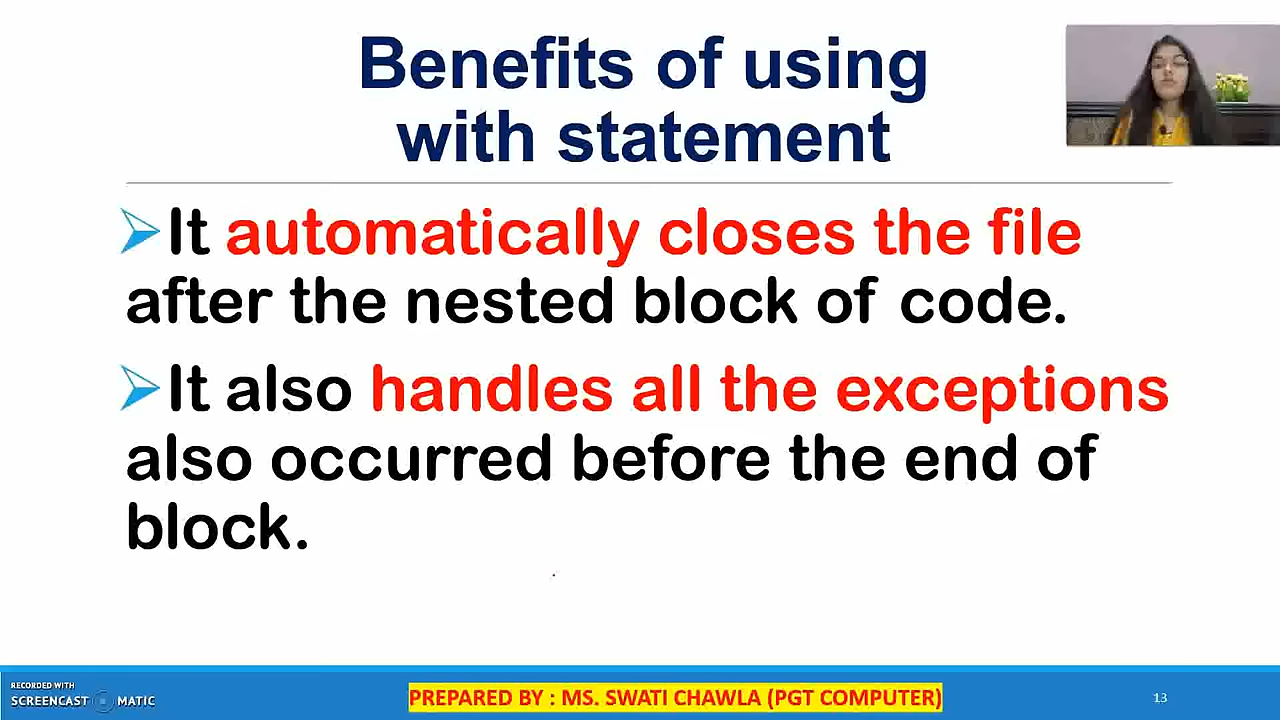 Benefits of using
with statement
It automatically closes the file
after the nested block of code.
It also handles all the exceptions
also occurred before the end of
block.
RECORDED WITH
SCREENCAST MATIC
PREPARED BY : MS. SWATI CHAWLA (PGT COMPUTER)
13